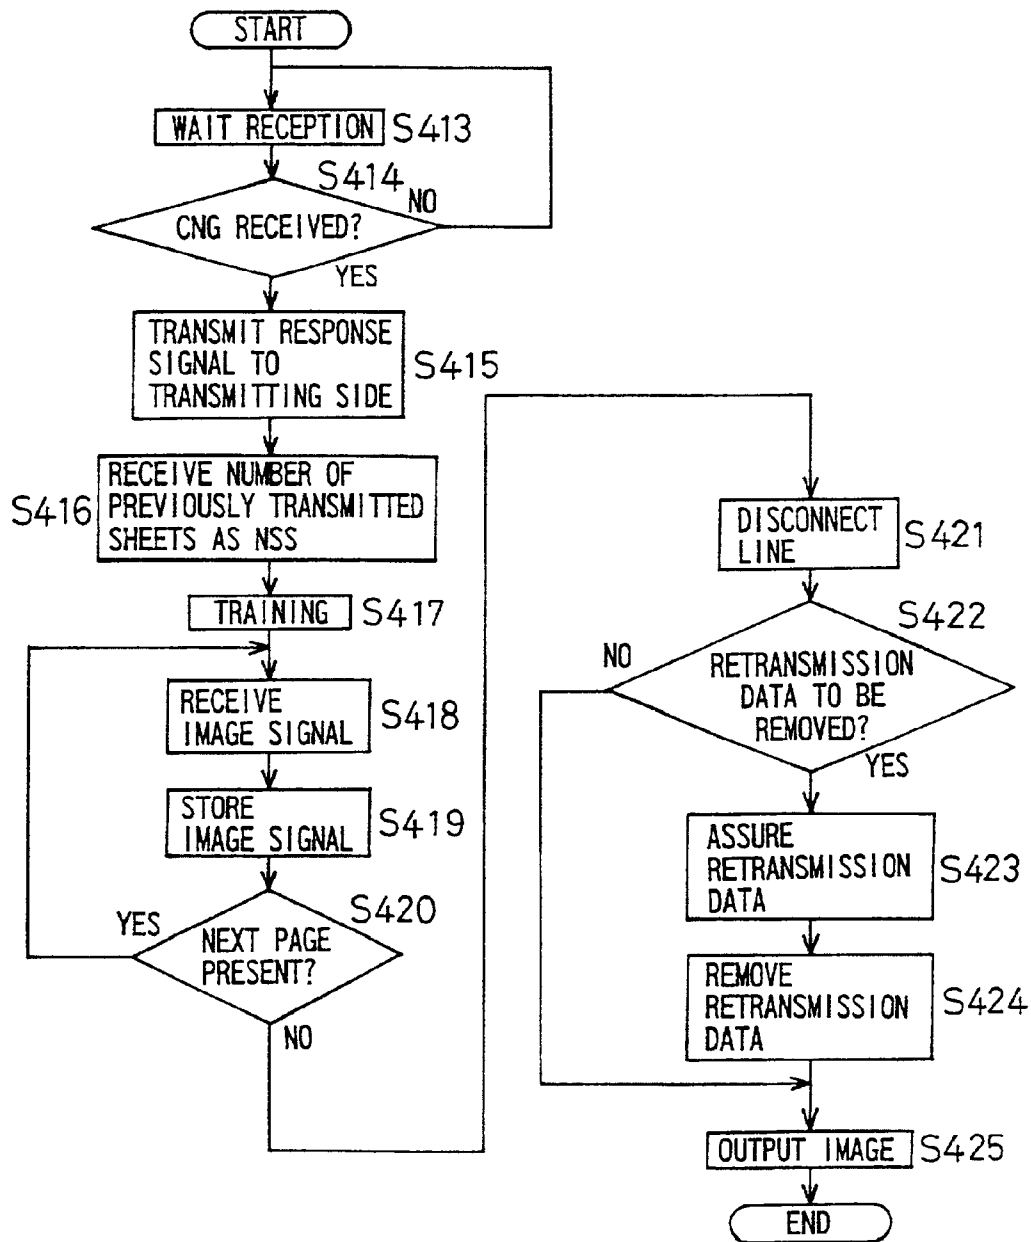 START
WAIT RECEPTION
S413
S414
CNG RECEIVED?
NO
YES
TRANSMIT RESPONSE
SIGNAL TO
TRANSMITTING SIDE
S415
S416
RECEIVE NUMBER OF
PREVIOUSLY TRANSMITTED
SHEETS AS NSS
TRAINING
S417
RECEIVE
IMAGE SIGNAL
S418
STORE
IMAGE SIGNAL
S419
S420
YES
NEXT PAGE
PRESENT?
NO
DISCONNECT
LINE
S421
S422
NO
RETRANSMISSION
DATA TO BE
REMOVED?
YES
ASSURE
RETRANSMISSION
DATA
S423
REMOVE
RETRANSMISSION
DATA
S424
OUTPUT IMAGE
S425
END